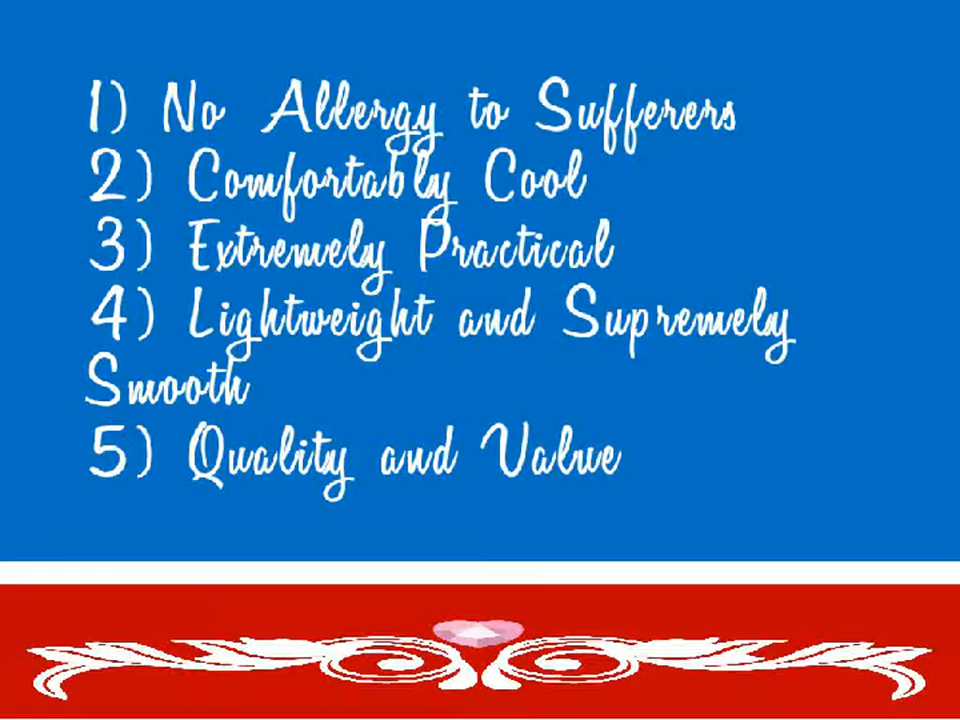 1) No Allergy to Sufferers
2) Comfortably Cool
3) Extremely Practical
4) Lightweight and Supremely
Smooth
5) Quality and Value